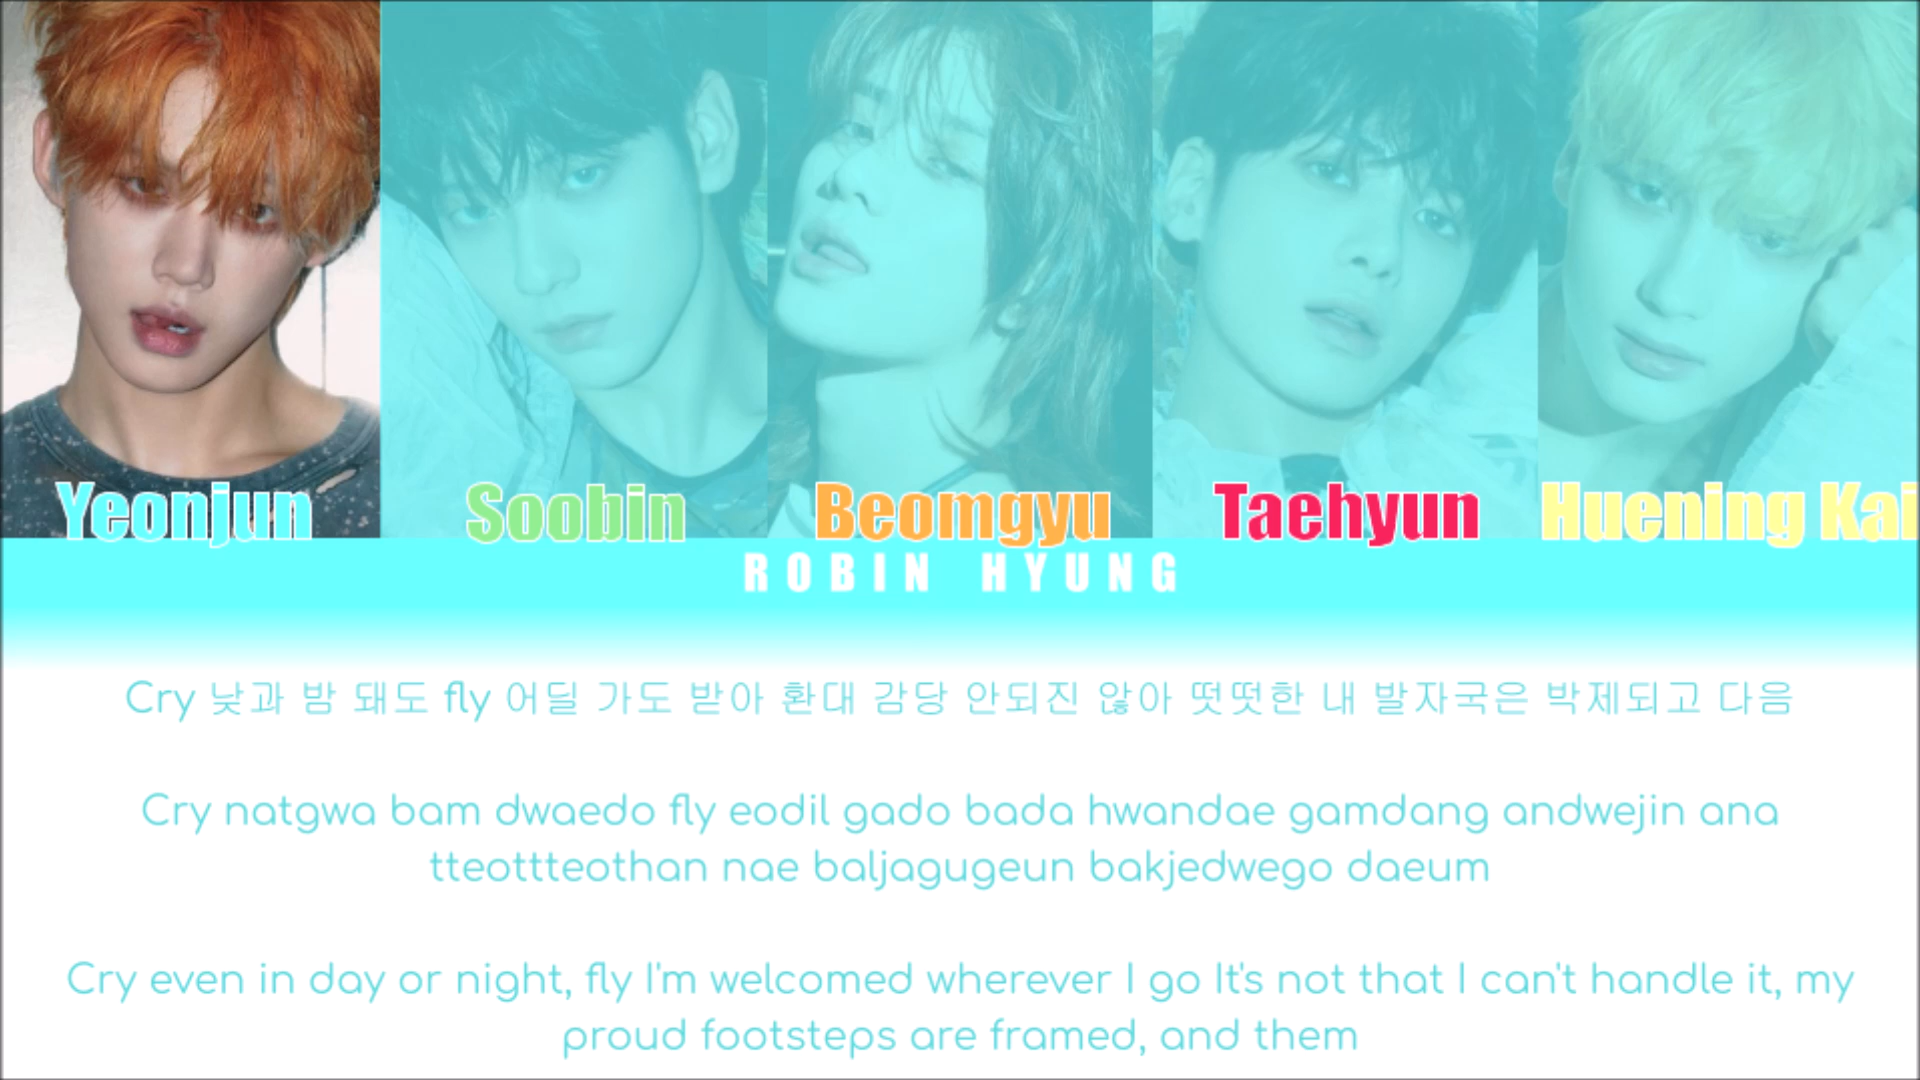 Yeonjun Soobin Beomgyu Taehyun Huening Kai
ROBIN HYUNG
Cry 낮과 밤 돼도 fly 어딜 가도 받아 환대 감당 안되진 않아 떳떳한 내 발자국은 박제되고 다음
Cry natgwa bam dwaedo fly eodil gado bada hwandae gamdang andwejin ana
tteottteothan nae baljagugeun bakjedwego daeum
Cry even in day or night, fly I'm welcomed wherever I go It's not that I can't handle it, my
proud footsteps are framed, and them